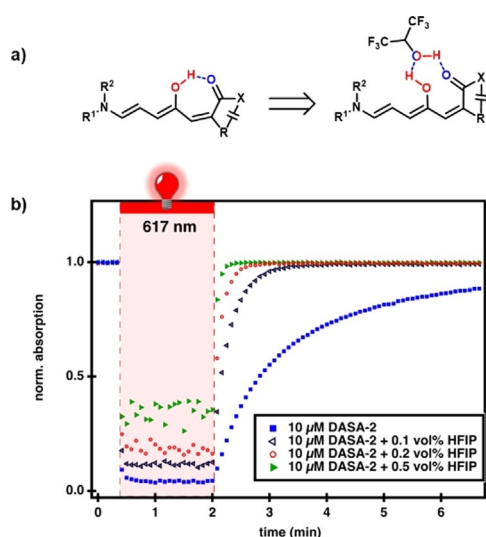 a)
CF₃
F₃C
O H
H
R²
R¹ N
O H O
X
R
R²
R¹ N
O O
X
R
b)
617 nm
norm. absorption
1.0
0.5
0.0
10 µM DASA-2
10 µM DASA-2 + 0.1 vol% HFIP
10 µM DASA-2 + 0.2 vol% HFIP
10 µM DASA-2 + 0.5 vol% HFIP
0 1 2 3 4 5 6
time (min)